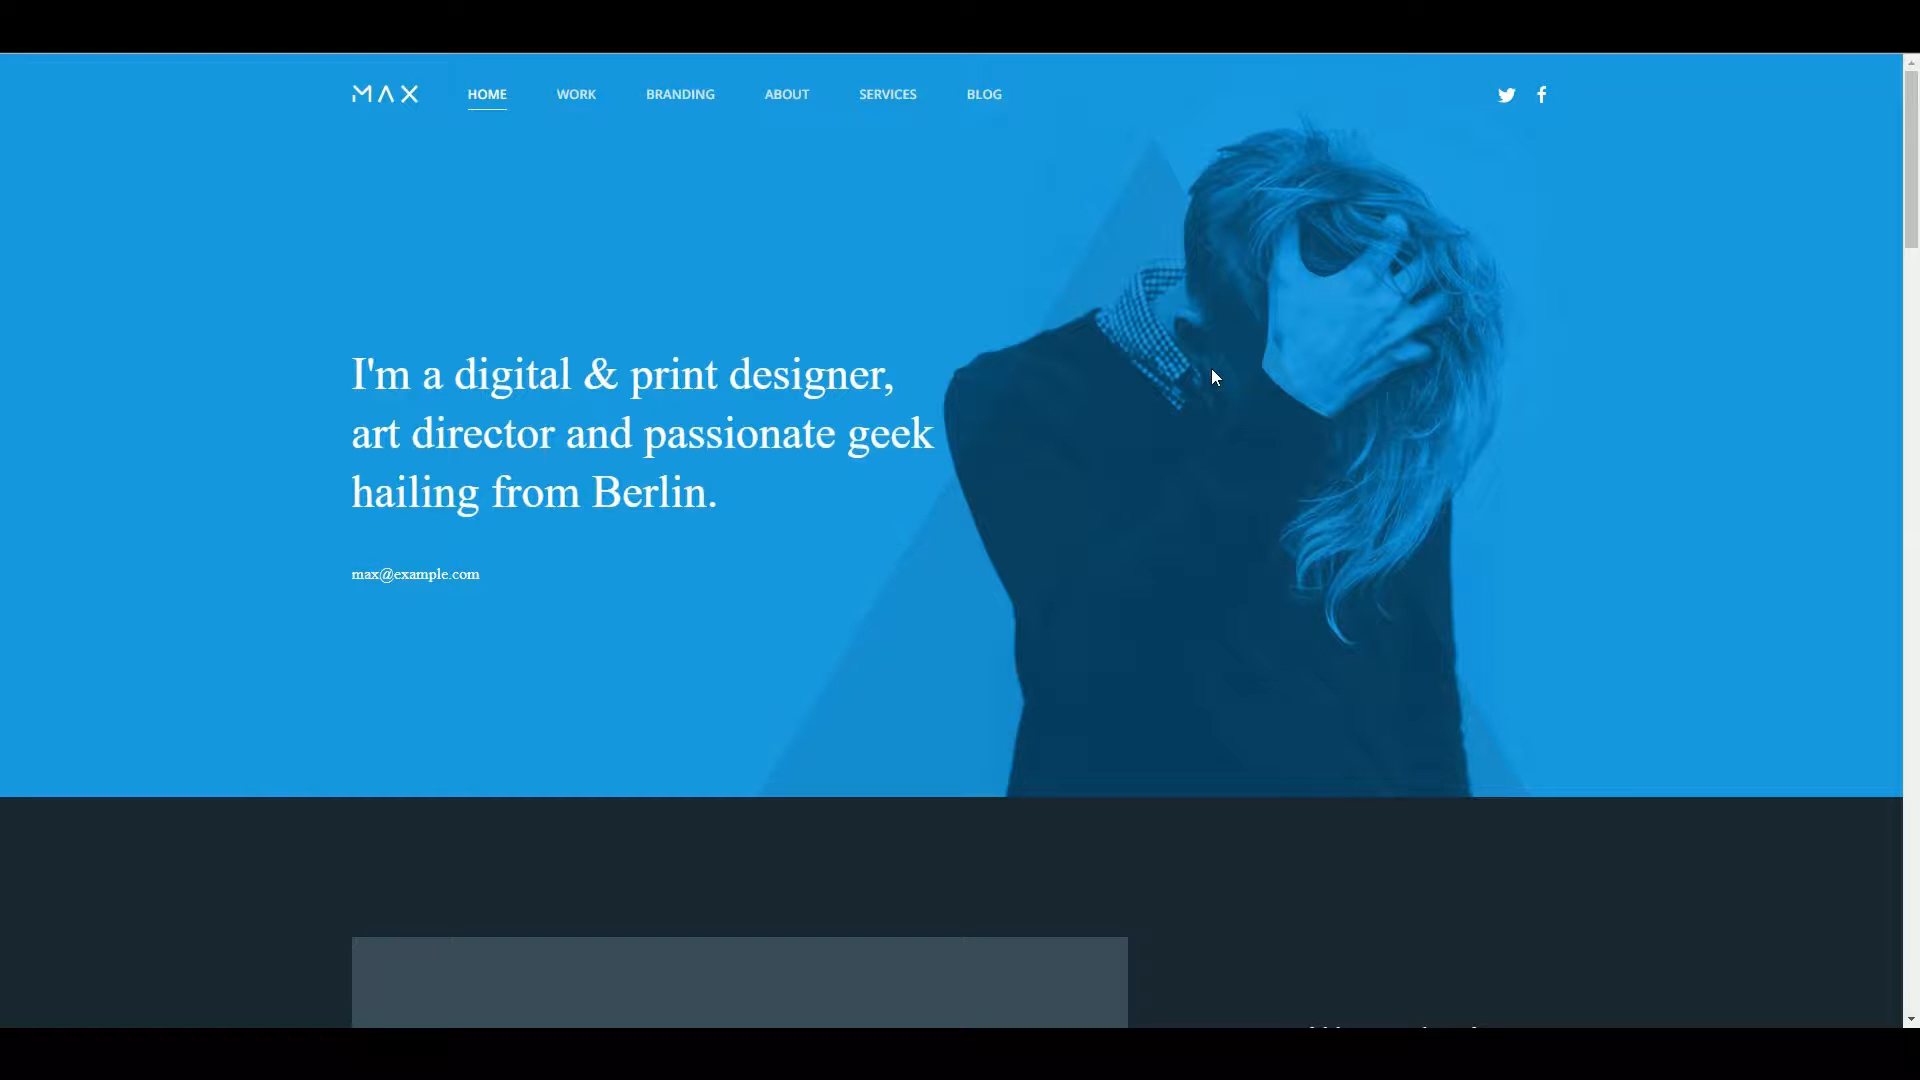 MAX HOME WORK BRANDING ABOUT SERVICES BLOG
I'm a digital & print designer,
art director and passionate geek
hailing from Berlin.
max@example.com